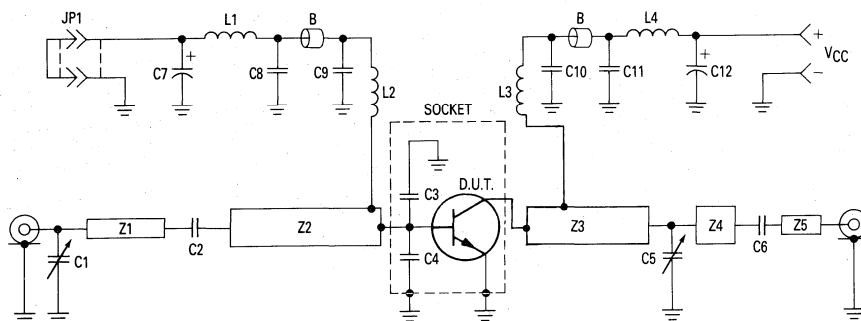 JP1
L1
B
B
L4
+
VCC
−
+
C7
C8
C9
L2
L3
C10
C11
+
C12
SOCKET
C3
D.U.T.
C4
Z1
C2
Z2
Z3
Z4
C6
Z5
C1
C5